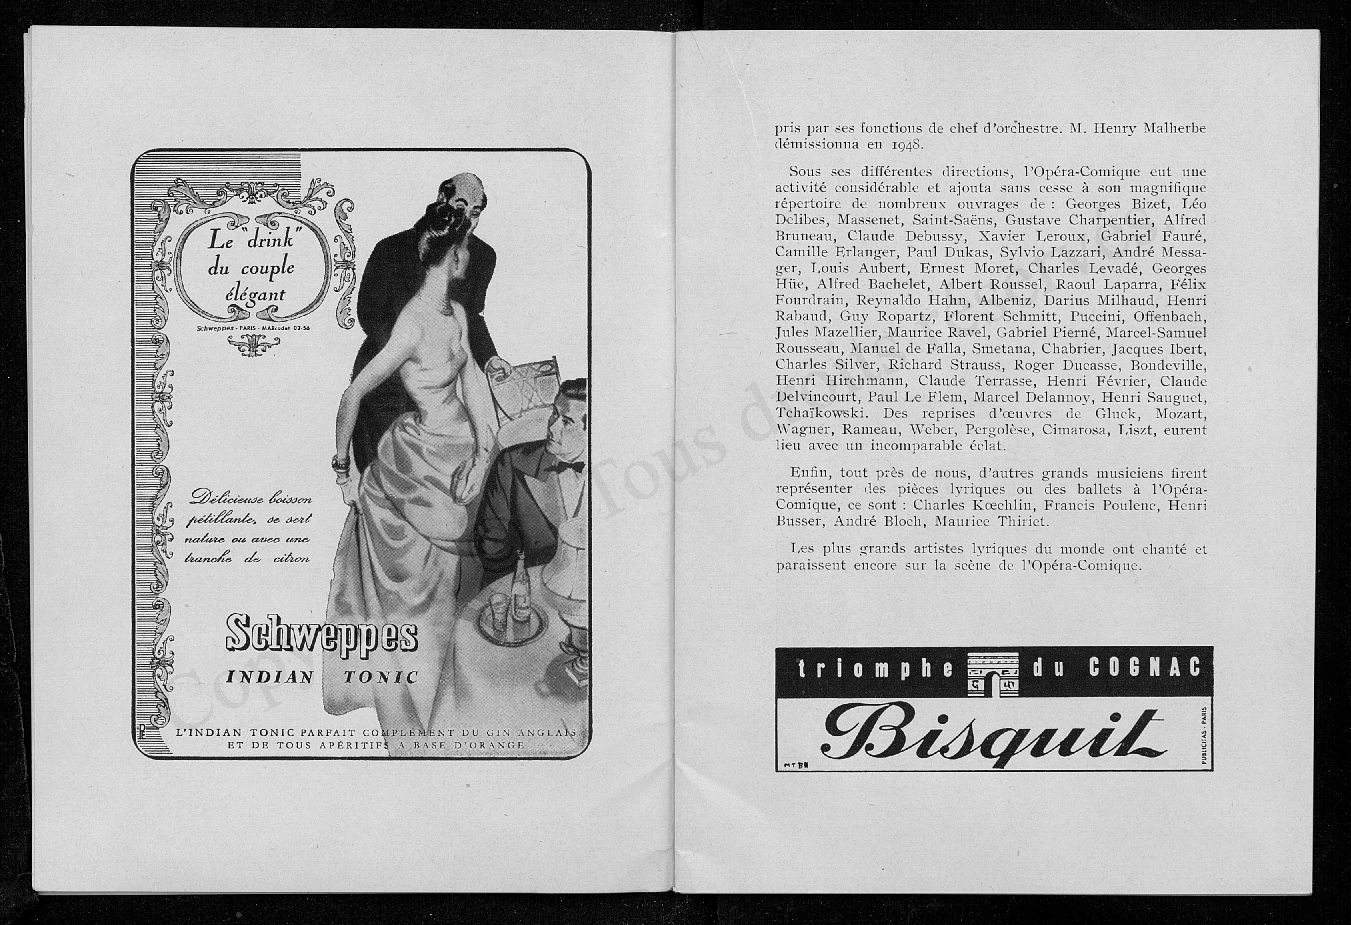 Le "drink"
du couple
élégant
Schweppes - PARIS - MARcadet 02-56
Délicieuse boisson
pétillante, se sert
nature ou avec une
tranche de citron
Schweppes
INDIAN TONIC
L'INDIAN TONIC PARFAIT COMPLÉMENT DU GIN ANGLAIS
ET DE TOUS APÉRITIFS A BASE D'ORANGE
pris par ses fonctions de chef d'orchestre. M. Henry Malherbe
démissionna en 1948.
Sous ses différentes directions, l'Opéra-Comique eut une
activité considérable et ajouta sans cesse à son magnifique
répertoire de nombreux ouvrages de : Georges Bizet, Léo
Delibes, Massenet, Saint-Saëns, Gustave Charpentier, Alfred
Bruneau, Claude Debussy, Xavier Leroux, Gabriel Fauré,
Camille Erlanger, Paul Dukas, Sylvio Lazzari, André Messa-
ger, Louis Aubert, Ernest Moret, Charles Levadé, Georges
Hüe, Alfred Bachelet, Albert Roussel, Raoul Laparra, Félix
Fourdrain, Reynaldo Hahn, Albeniz, Darius Milhaud, Henri
Rabaud, Guy Ropartz, Florent Schmitt, Puccini, Offenbach,
Jules Mazellier, Maurice Ravel, Gabriel Pierné, Marcel-Samuel
Rousseau, Manuel de Falla, Smetana, Chabrier, Jacques Ibert,
Charles Silver, Richard Strauss, Roger Ducasse, Bondeville,
Henri Hirchmann, Claude Terrasse, Henri Février, Claude
Delvincourt, Paul Le Flem, Marcel Delannoy, Henri Sauguet,
Tchaïkowski. Des reprises d'œuvres de Gluck, Mozart,
Wagner, Rameau, Weber, Pergolèse, Cimarosa, Liszt, eurent
lieu avec un incomparable éclat.
Enfin, tout près de nous, d'autres grands musiciens firent
représenter des pièces lyriques ou des ballets à l'Opéra-
Comique, ce sont : Charles Kœchlin, Francis Poulenc, Henri
Busser, André Bloch, Maurice Thiriet.
Les plus grands artistes lyriques du monde ont chanté et
paraissent encore sur la scène de l'Opéra-Comique.
triomphe du COGNAC
Bisquit
PUBLICITAS - PARIS